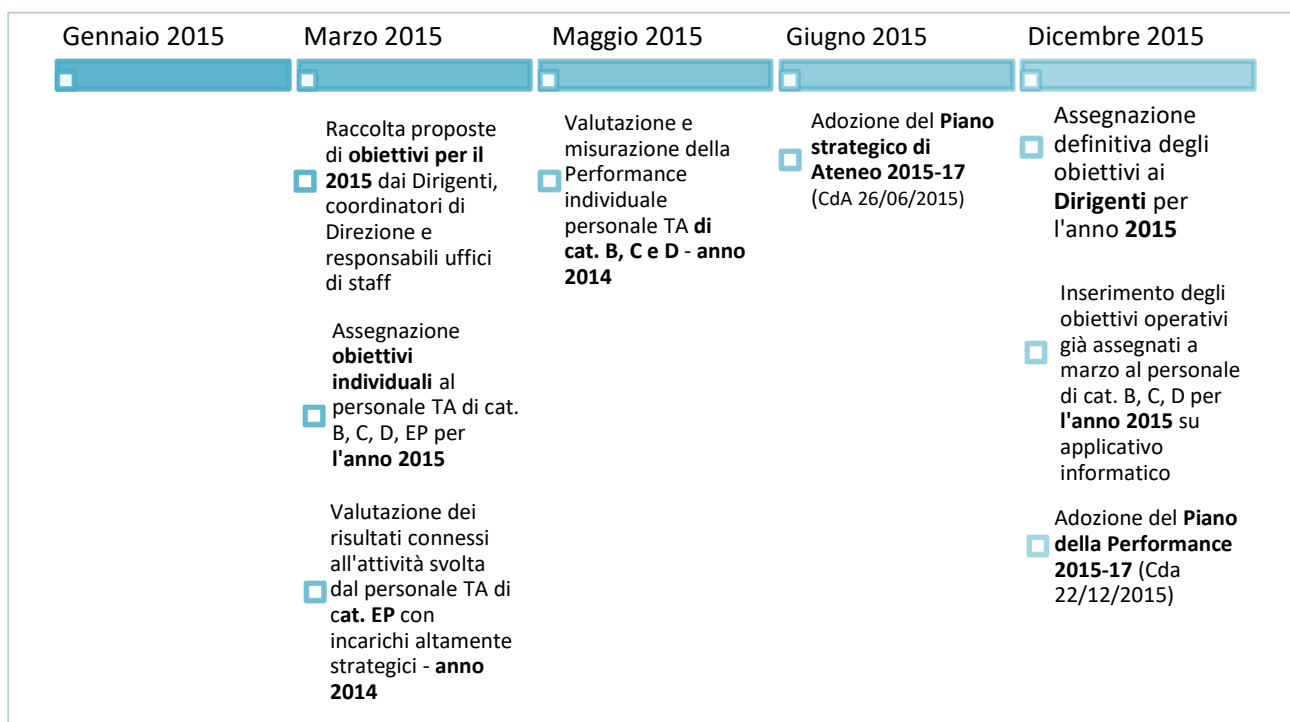 Gennaio 2015
Marzo 2015
Raccolta proposte
di obiettivi per il
2015 dai Dirigenti,
coordinatori di
Direzione e
responsabili uffici
di staff
Assegnazione
obiettivi
individuali al
personale TA di cat.
B, C, D, EP per
l'anno 2015
Valutazione dei
risultati connessi
all'attività svolta
dal personale TA di
cat. EP con
incarichi altamente
strategici - anno
2014
Maggio 2015
Valutazione e
misurazione della
Performance
individuale
personale TA di
cat. B, C e D - anno
2014
Giugno 2015
Adozione del Piano
strategico di
Ateneo 2015-17
(CdA 26/06/2015)
Dicembre 2015
Assegnazione
definitiva degli
obiettivi ai
Dirigenti per
l'anno 2015
Inserimento degli
obiettivi operativi
già assegnati a
marzo al personale
di cat. B, C, D per
l'anno 2015 su
applicativo
informatico
Adozione del Piano
della Performance
2015-17 (Cda
22/12/2015)